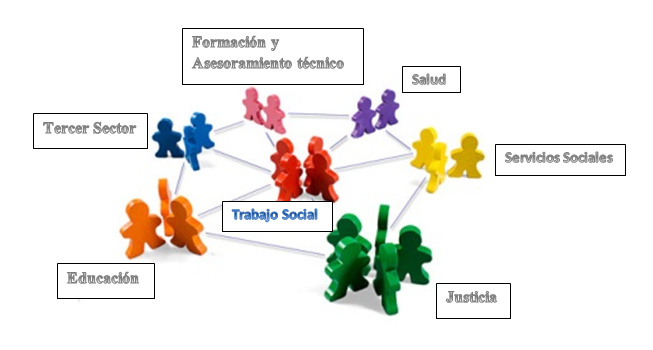 Formación y
Asesoramiento técnico
Salud
Tercer Sector
Servicios Sociales
Trabajo Social
Educación
Justicia